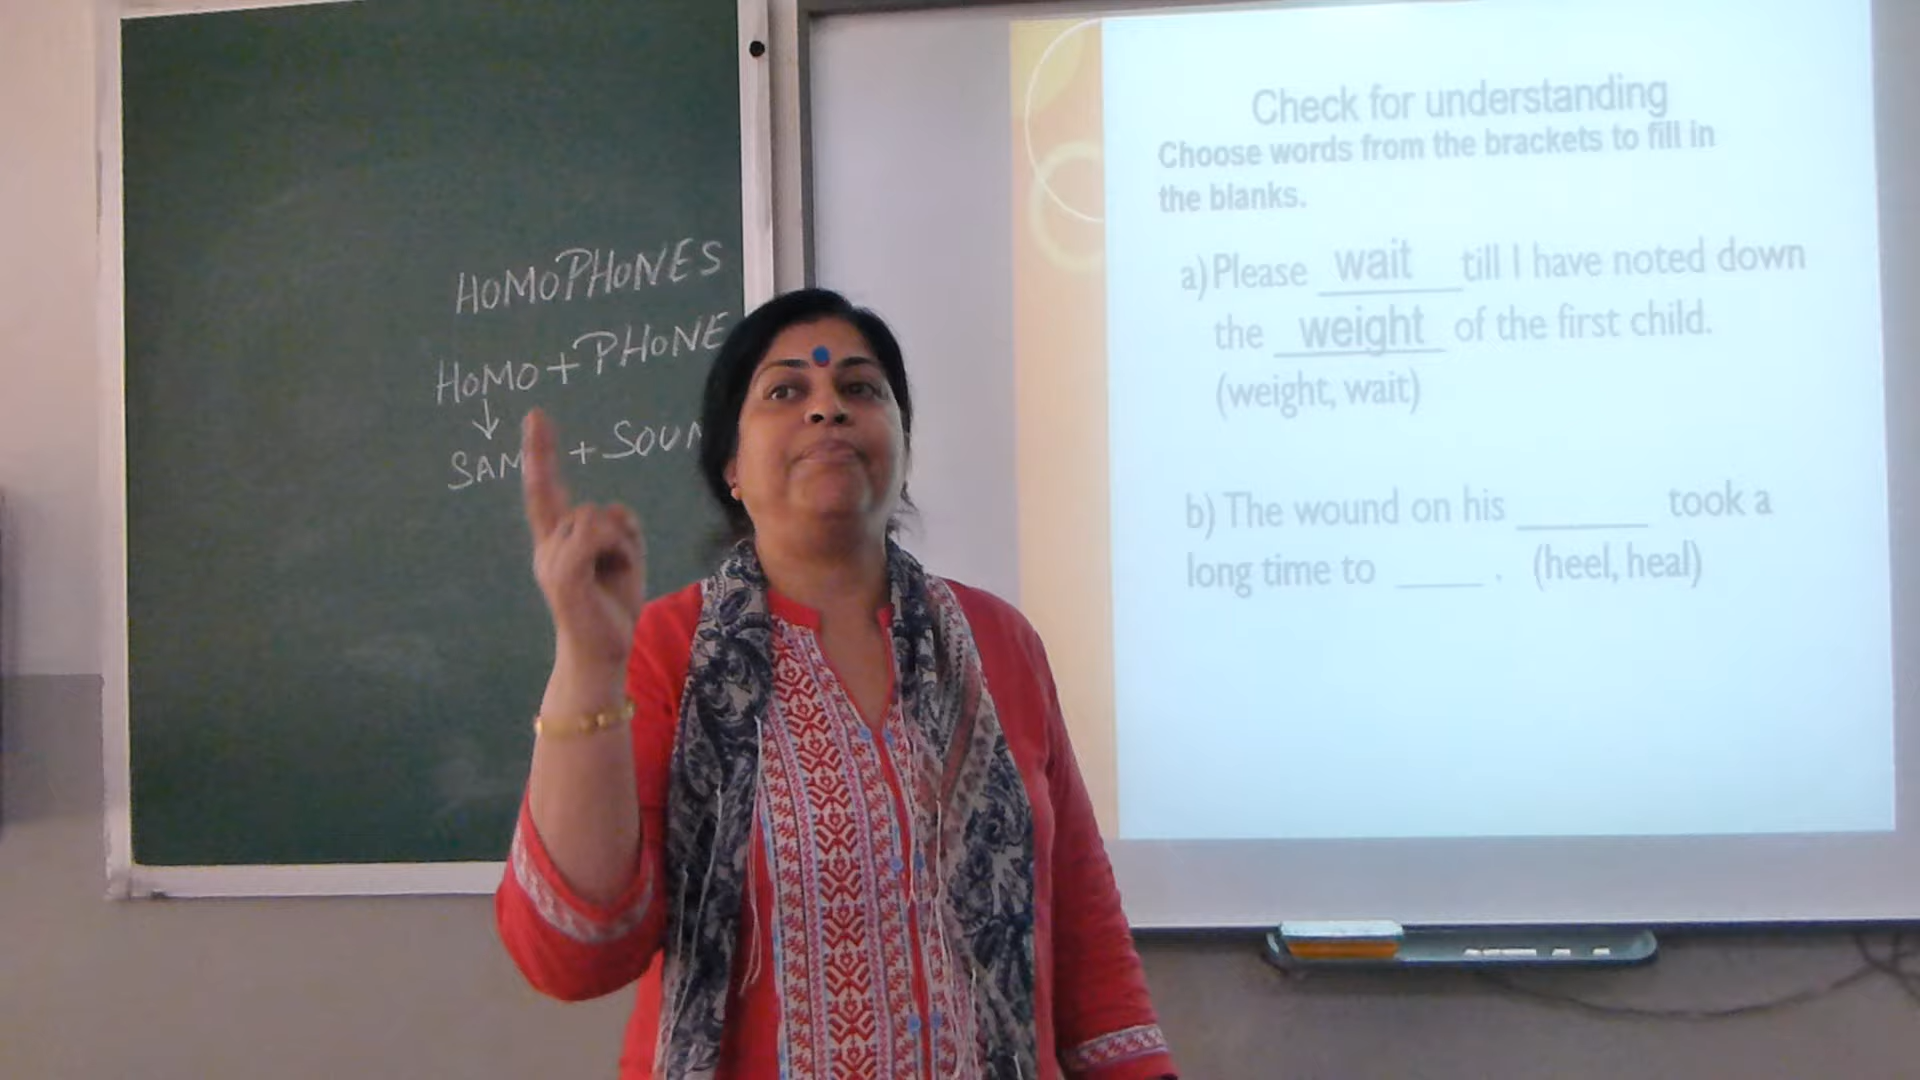 HOMOPHONES
HOMO + PHONE
↓
SAM + SOUN
Check for understanding
Choose words from the brackets to fill in
the blanks.
a) Please wait till I have noted down
the weight of the first child.
(weight, wait)
b) The wound on his ______ took a
long time to ____ . (heel, heal)